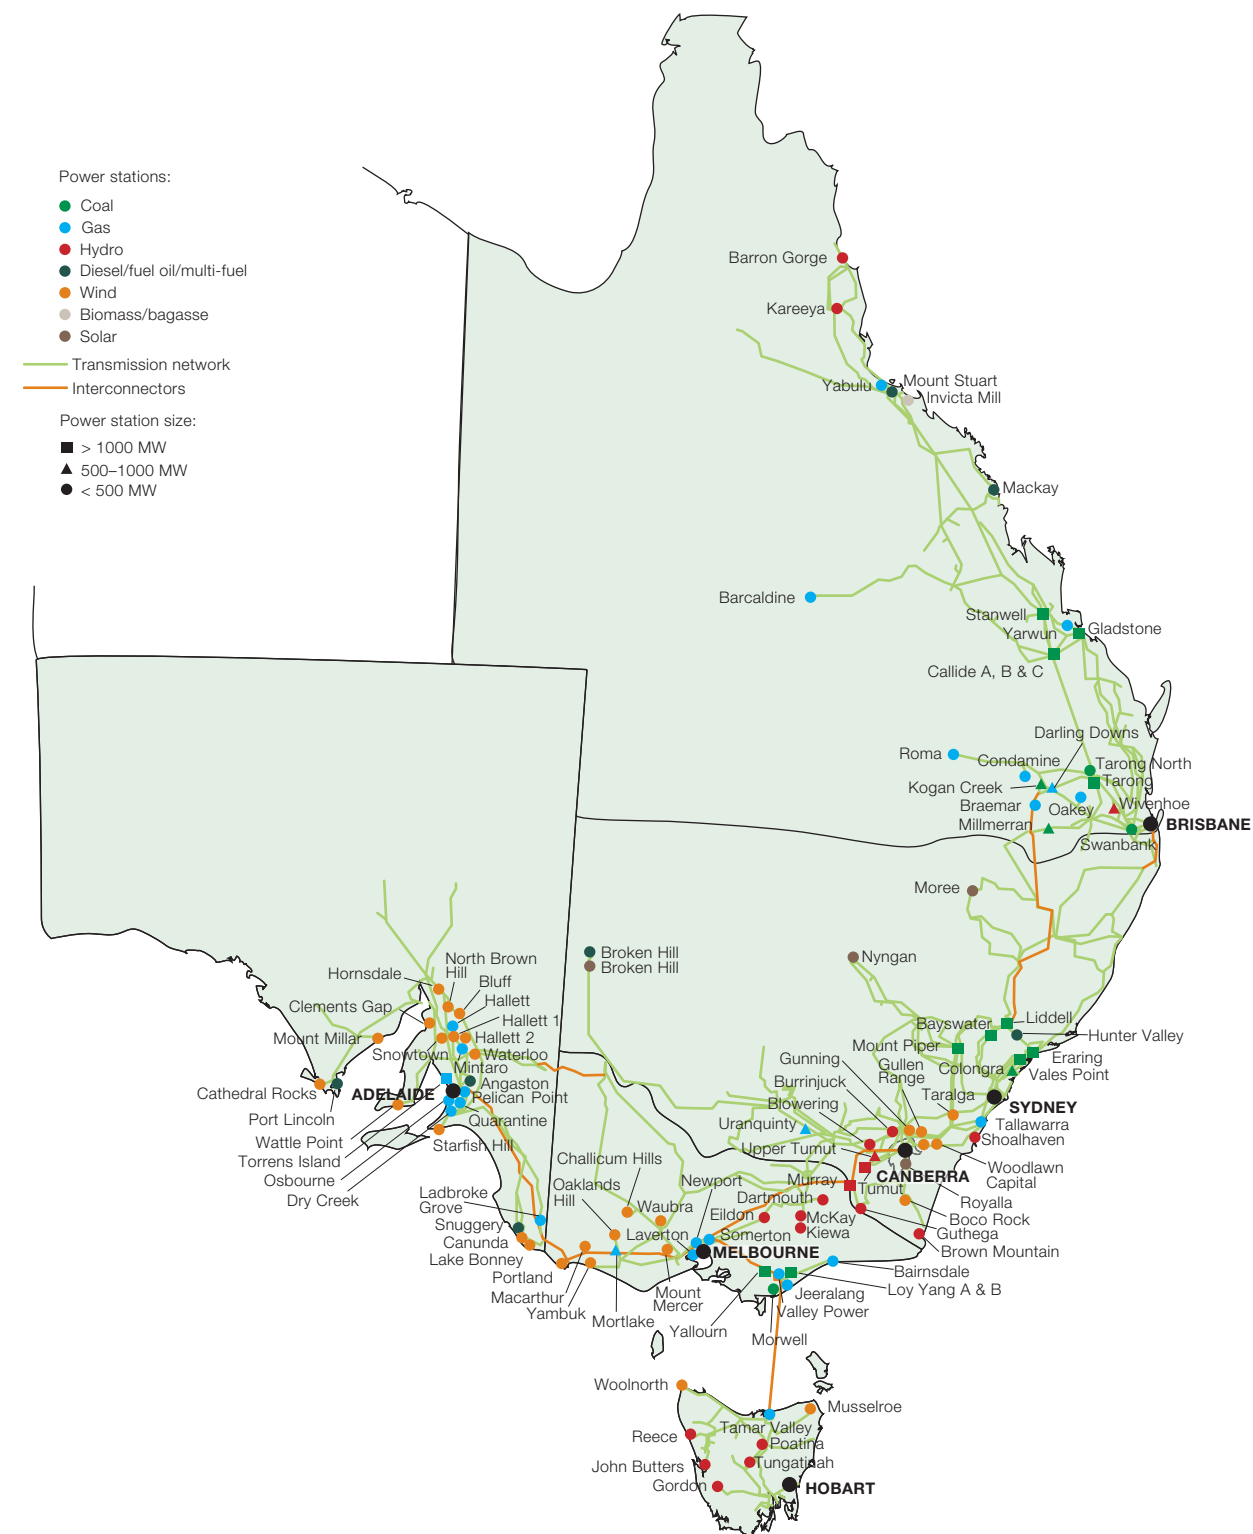 Power stations:
Coal
Gas
Hydro
Diesel/fuel oil/multi-fuel
Wind
Biomass/bagasse
Solar
Transmission network
Interconnectors
Power station size:
> 1000 MW
500–1000 MW
< 500 MW
Barron Gorge
Kareeya
Yabulu
Mount Stuart
Invicta Mill
Mackay
Barcaldine
Stanwell
Yarwun
Gladstone
Callide A, B & C
Darling Downs
Roma
Condamine
Tarong North
Tarong
Kogan Creek
Braemar
Oakey
Wivenhoe
Millmerran
BRISBANE
Swanbank
Moree
Broken Hill
Broken Hill
Nyngan
North Brown
Hill
Hornsdale
Bluff
Hallett
Clements Gap
Hallett 1
Mount Millar
Hallett 2
Snowtown
Waterloo
Mintaro
Angaston
Cathedral Rocks
ADELAIDE
Pelican Point
Port Lincoln
Quarantine
Wattle Point
Starfish Hill
Torrens Island
Osbourne
Dry Creek
Bayswater
Liddell
Hunter Valley
Mount Piper
Eraring
Colongra
Vales Point
Gunning
Gullen
Range
Burrinjuck
Taralga
SYDNEY
Blowering
Tallawarra
Uranquinty
Shoalhaven
Upper Tumut
Woodlawn
Capital
CANBERRA
Murray
Tumut
Royalla
Boco Rock
Guthega
Brown Mountain
Challicum Hills
Oaklands
Hill
Newport
Dartmouth
Ladbroke
Grove
Waubra
Eildon
McKay
Kiewa
Snuggery
Laverton
Somerton
Canunda
MELBOURNE
Lake Bonney
Bairnsdale
Portland
Loy Yang A & B
Macarthur
Mount
Mercer
Jeeralang
Yambuk
Valley Power
Mortlake
Yallourn
Morwell
Woolnorth
Musselroe
Tamar Valley
Reece
Poatina
John Butters
Tungatinah
Gordon
HOBART